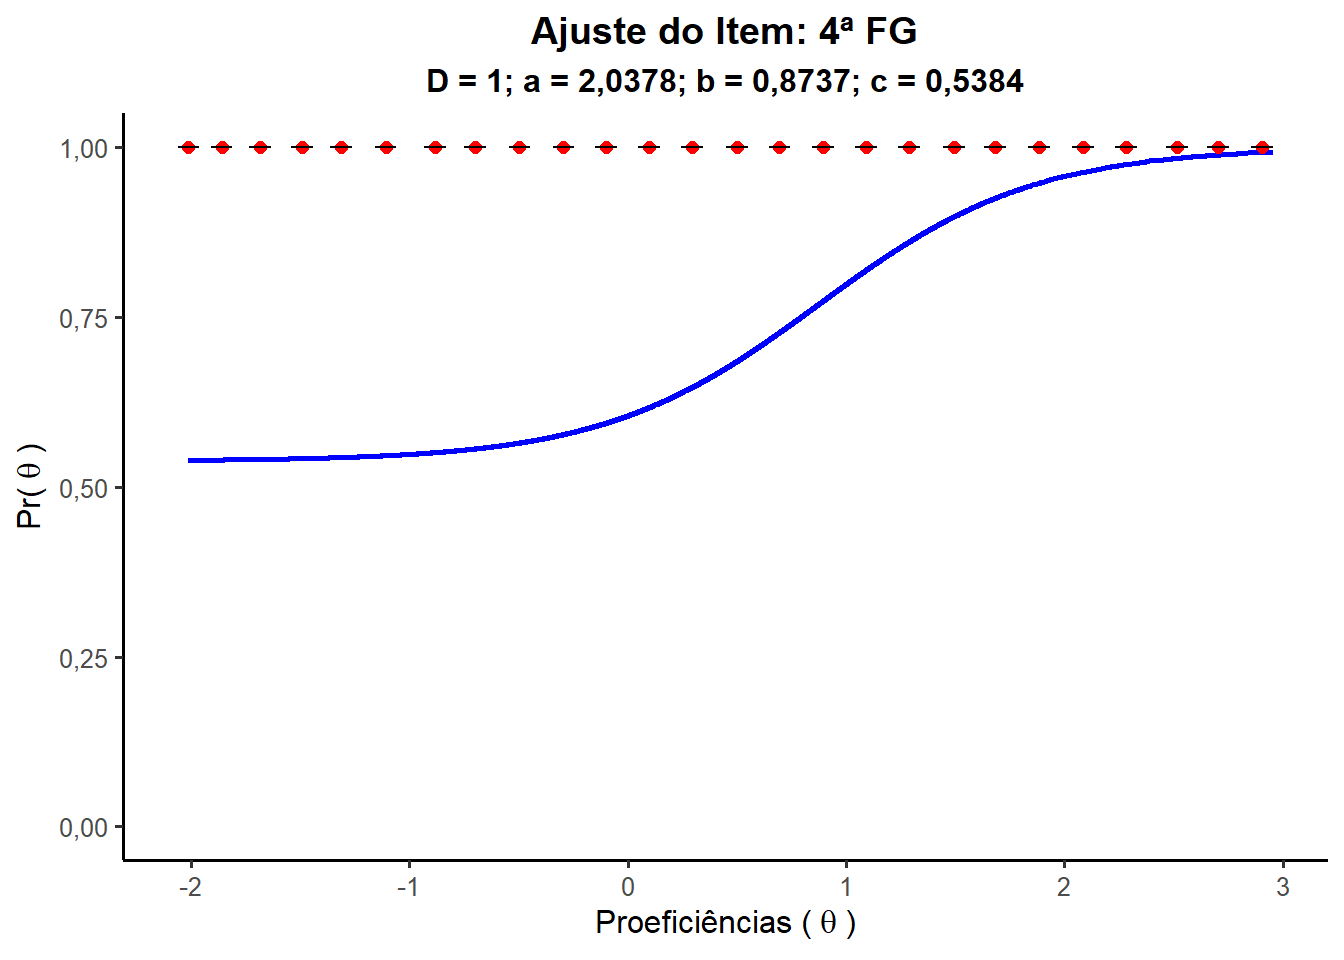 Ajuste do Item: 4ª FG
D = 1; a = 2,0378; b = 0,8737; c = 0,5384
1,00
0,75
0,50
0,25
0,00
Pr( θ )
-2 -1 0 1 2 3
Proeficiências ( θ )